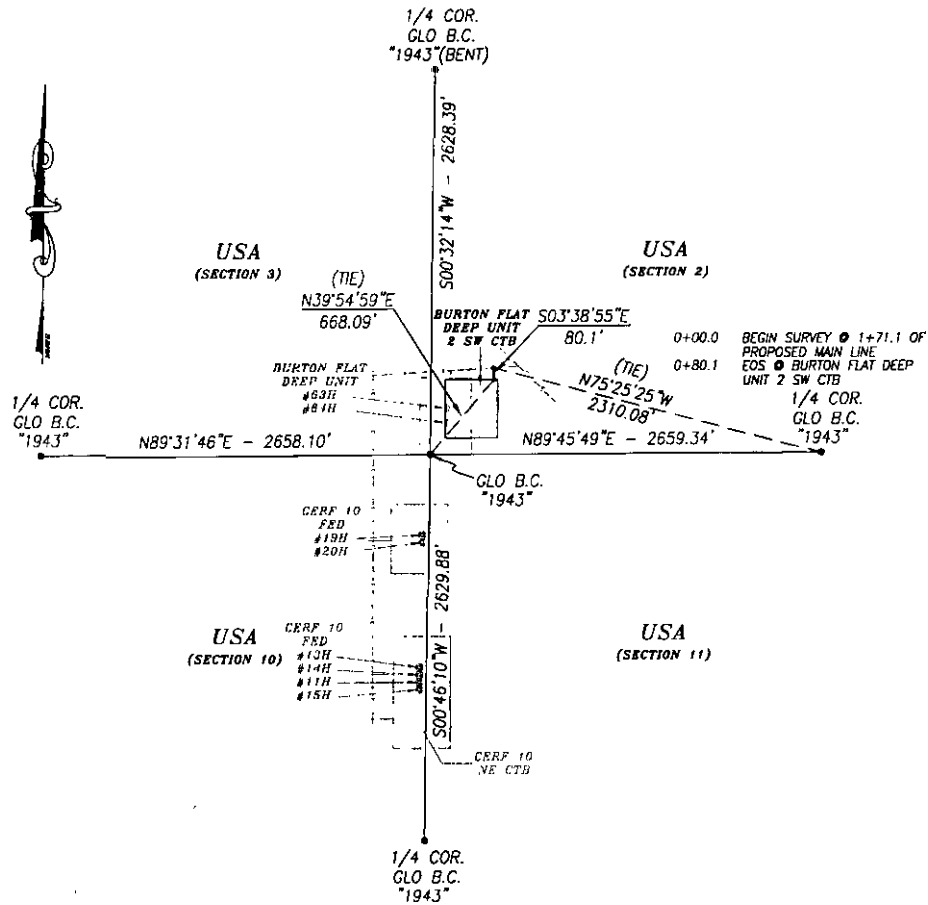 1/4 COR.
GLO B.C.
"1943"(BENT)
S00°32'14"W - 2628.39'
USA
(SECTION 3)
USA
(SECTION 2)
(TIE)
N39°54'59"E
668.09'
BURTON FLAT
DEEP UNIT
2 SW CTB
S03°38'55"E
80.1'
0+00.0 BEGIN SURVEY @ 1+71.1 OF
PROPOSED MAIN LINE
0+80.1 EOS @ BURTON FLAT DEEP
UNIT 2 SW CTB
(TIE)
N75°25'25"W
2310.08'
BURTON FLAT
DEEP UNIT
#63H
#64H
1/4 COR.
GLO B.C.
"1943"
1/4 COR.
GLO B.C.
"1943"
N89°31'46"E - 2658.10'
N89°45'49"E - 2659.34'
GLO B.C.
"1943"
CERF 10
FED
#19H
#20H
S00°46'10"W - 2629.88'
USA
(SECTION 10)
CERF 10
FED
#13H
#14H
#11H
#15H
USA
(SECTION 11)
CERF 10
NE CTB
1/4 COR.
GLO B.C.
"1943"